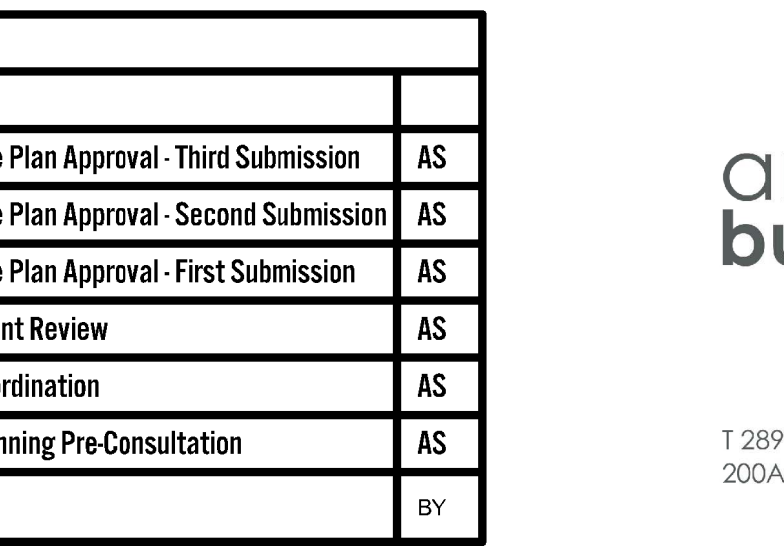 e Plan Approval - Third Submission AS
e Plan Approval - Second Submission AS
e Plan Approval - First Submission AS
nt Review AS
rdination AS
nning Pre-Consultation AS
BY
a
bu
T 289
200A